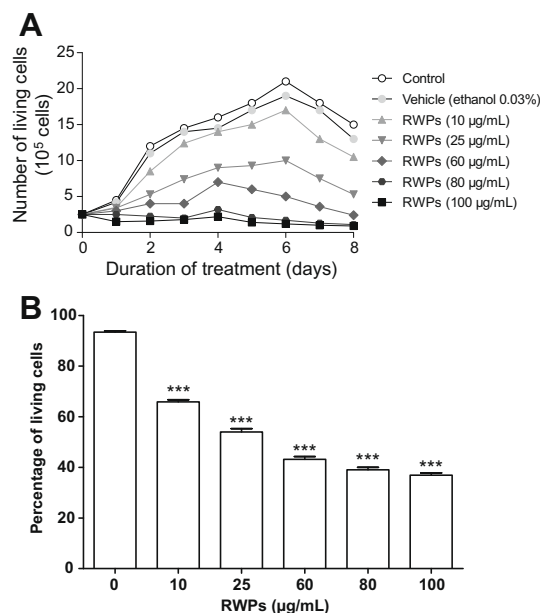 A
Number of living cells
(10⁵ cells)
25
20
15
10
5
0
0 2 4 6 8
Duration of treatment (days)
Control
Vehicle (ethanol 0.03%)
RWPs (10 µg/mL)
RWPs (25 µg/mL)
RWPs (60 µg/mL)
RWPs (80 µg/mL)
RWPs (100 µg/mL)
B
Percentage of living cells
100
80
60
40
20
0
***
***
***
***
***
0 10 25 60 80 100
RWPs (µg/mL)